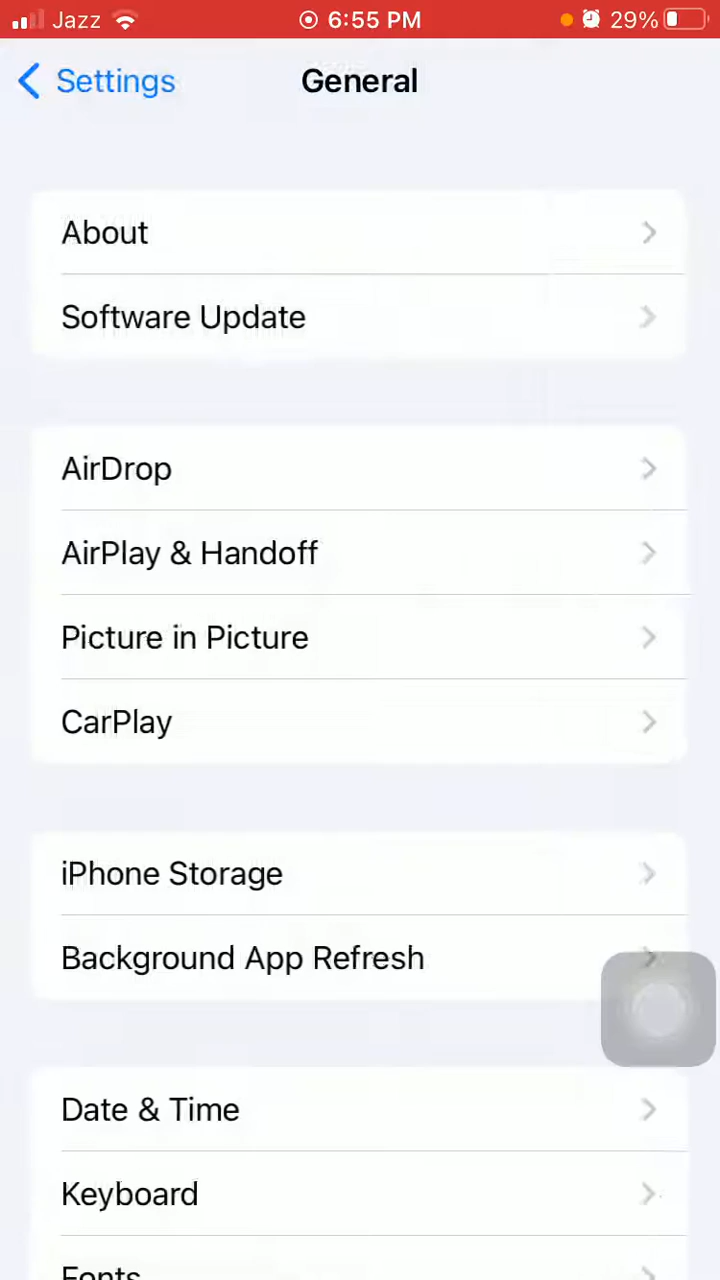 Jazz 6:55 PM 29%
Settings General
About
Software Update
AirDrop
AirPlay & Handoff
Picture in Picture
CarPlay
iPhone Storage
Background App Refresh
Date & Time
Keyboard
Fonts